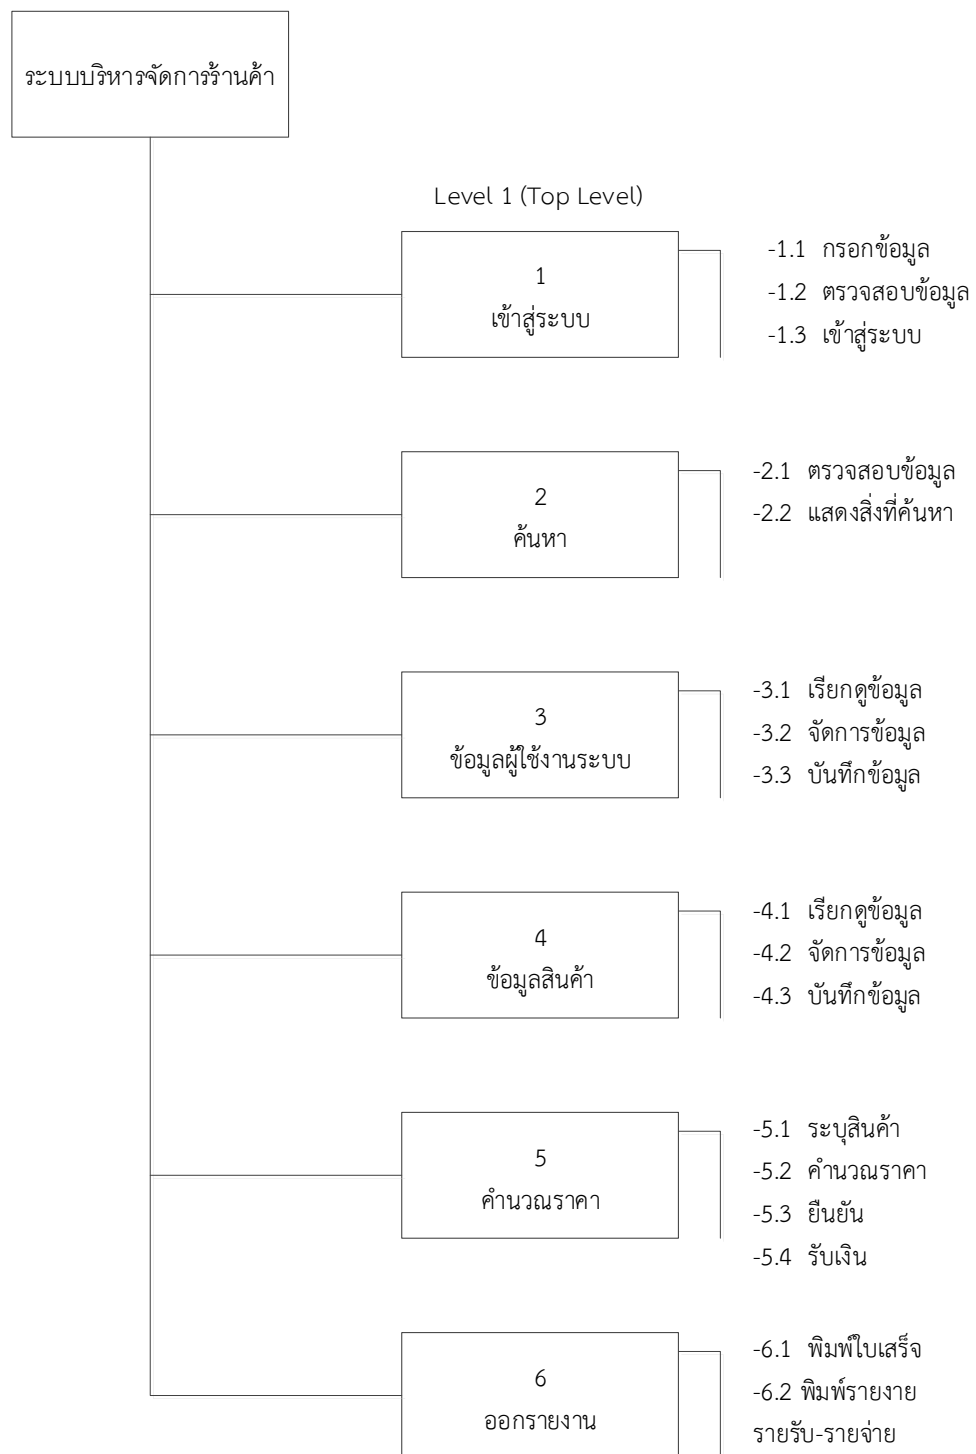 ระบบบริหารจัดการร้านค้า
Level 1 (Top Level)
1
เข้าสู่ระบบ
-1.1 กรอกข้อมูล
-1.2 ตรวจสอบข้อมูล
-1.3 เข้าสู่ระบบ
2
ค้นหา
-2.1 ตรวจสอบข้อมูล
-2.2 แสดงสิ่งที่ค้นหา
3
ข้อมูลผู้ใช้งานระบบ
-3.1 เรียกดูข้อมูล
-3.2 จัดการข้อมูล
-3.3 บันทึกข้อมูล
4
ข้อมูลสินค้า
-4.1 เรียกดูข้อมูล
-4.2 จัดการข้อมูล
-4.3 บันทึกข้อมูล
5
คำนวณราคา
-5.1 ระบุสินค้า
-5.2 คำนวณราคา
-5.3 ยืนยัน
-5.4 รับเงิน
6
ออกรายงาน
-6.1 พิมพ์ใบเสร็จ
-6.2 พิมพ์รายงาย
รายรับ-รายจ่าย